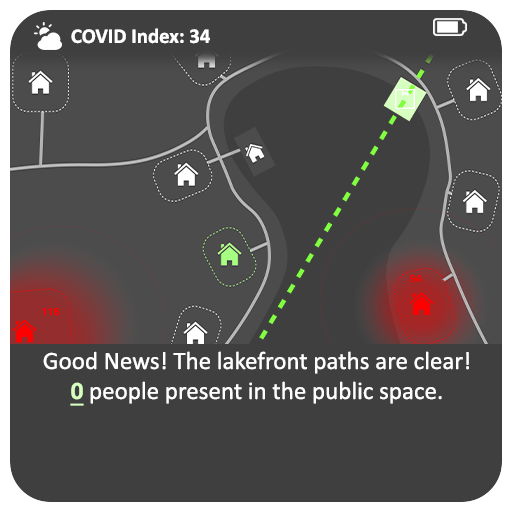 COVID Index: 34
Good News! The lakefront paths are clear!
0 people present in the public space.